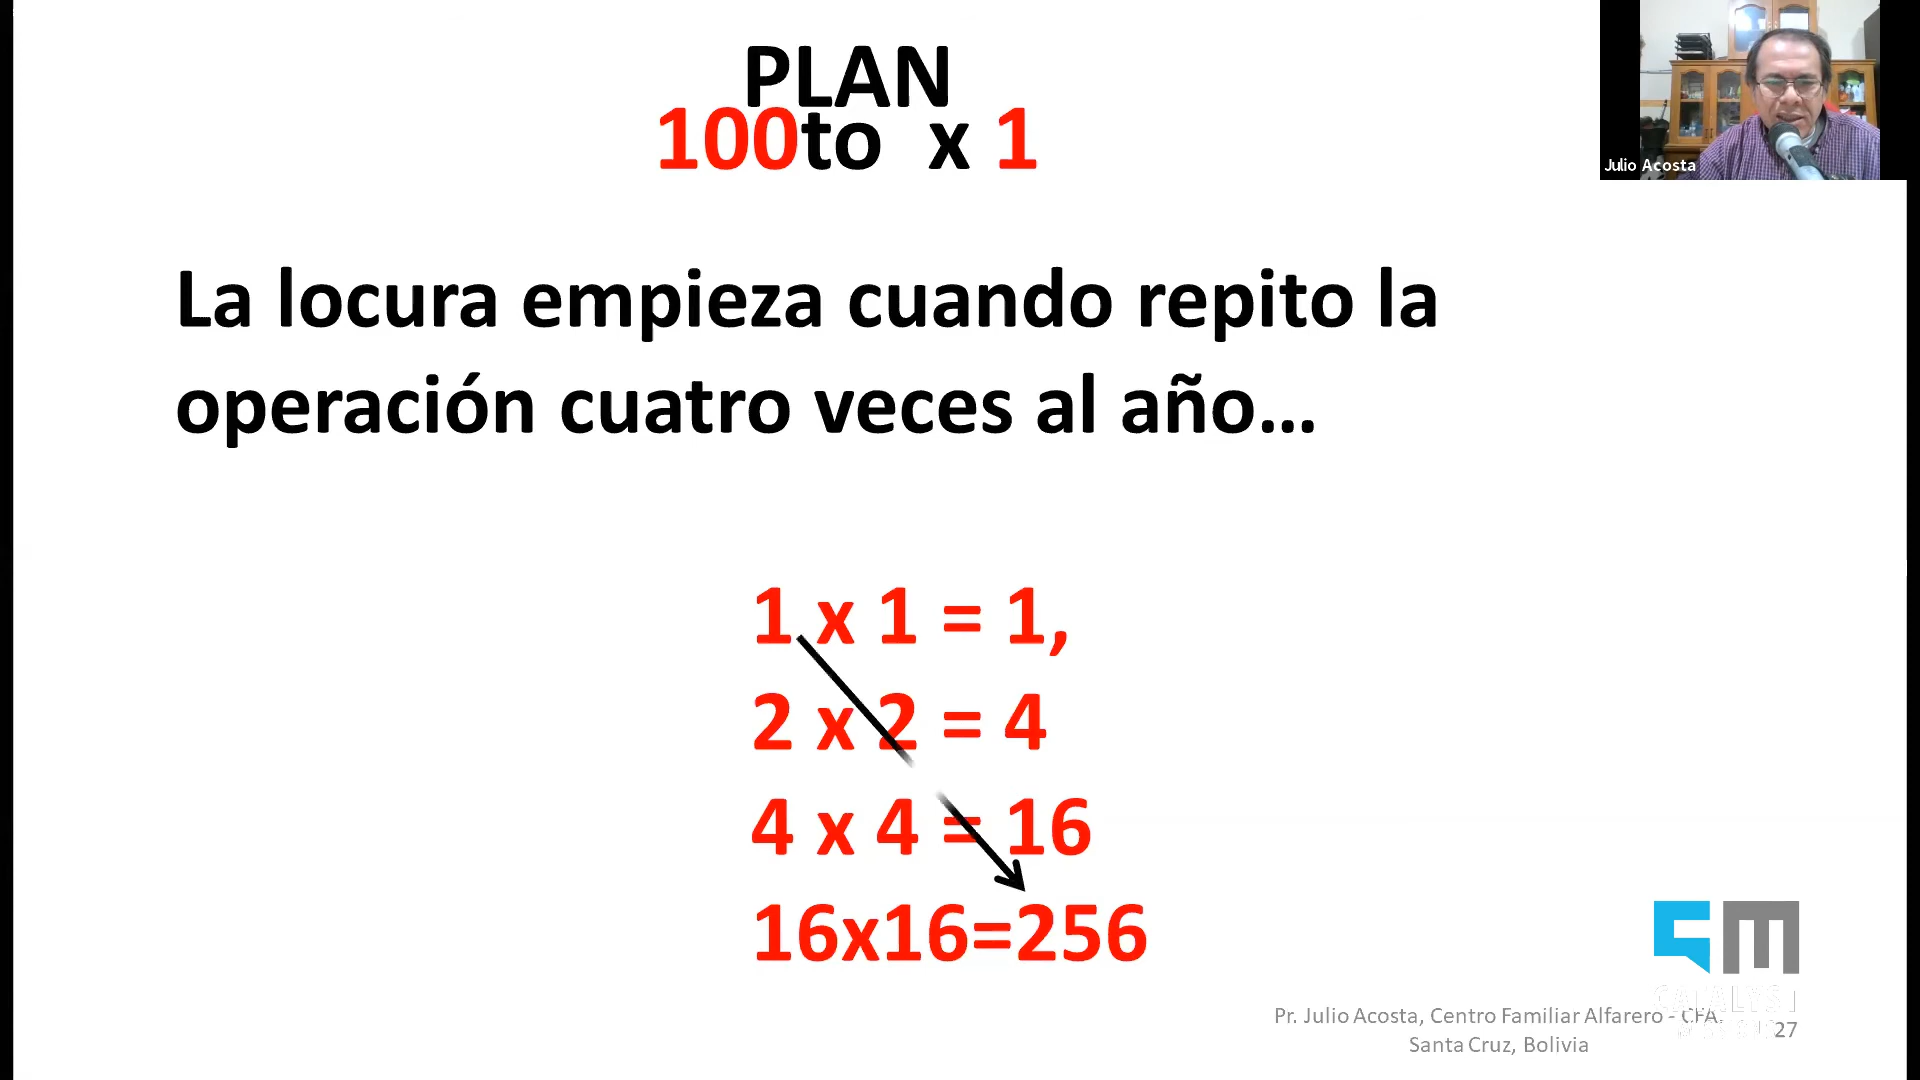 PLAN
100to x 1
Julio Acosta
La locura empieza cuando repito la
operación cuatro veces al año...
1 x 1 = 1,
2 x 2 = 4
4 x 4 = 16
16x16=256
CATALYST
Pr. Julio Acosta, Centro Familiar Alfarero - CFA.
Santa Cruz, Bolivia
27